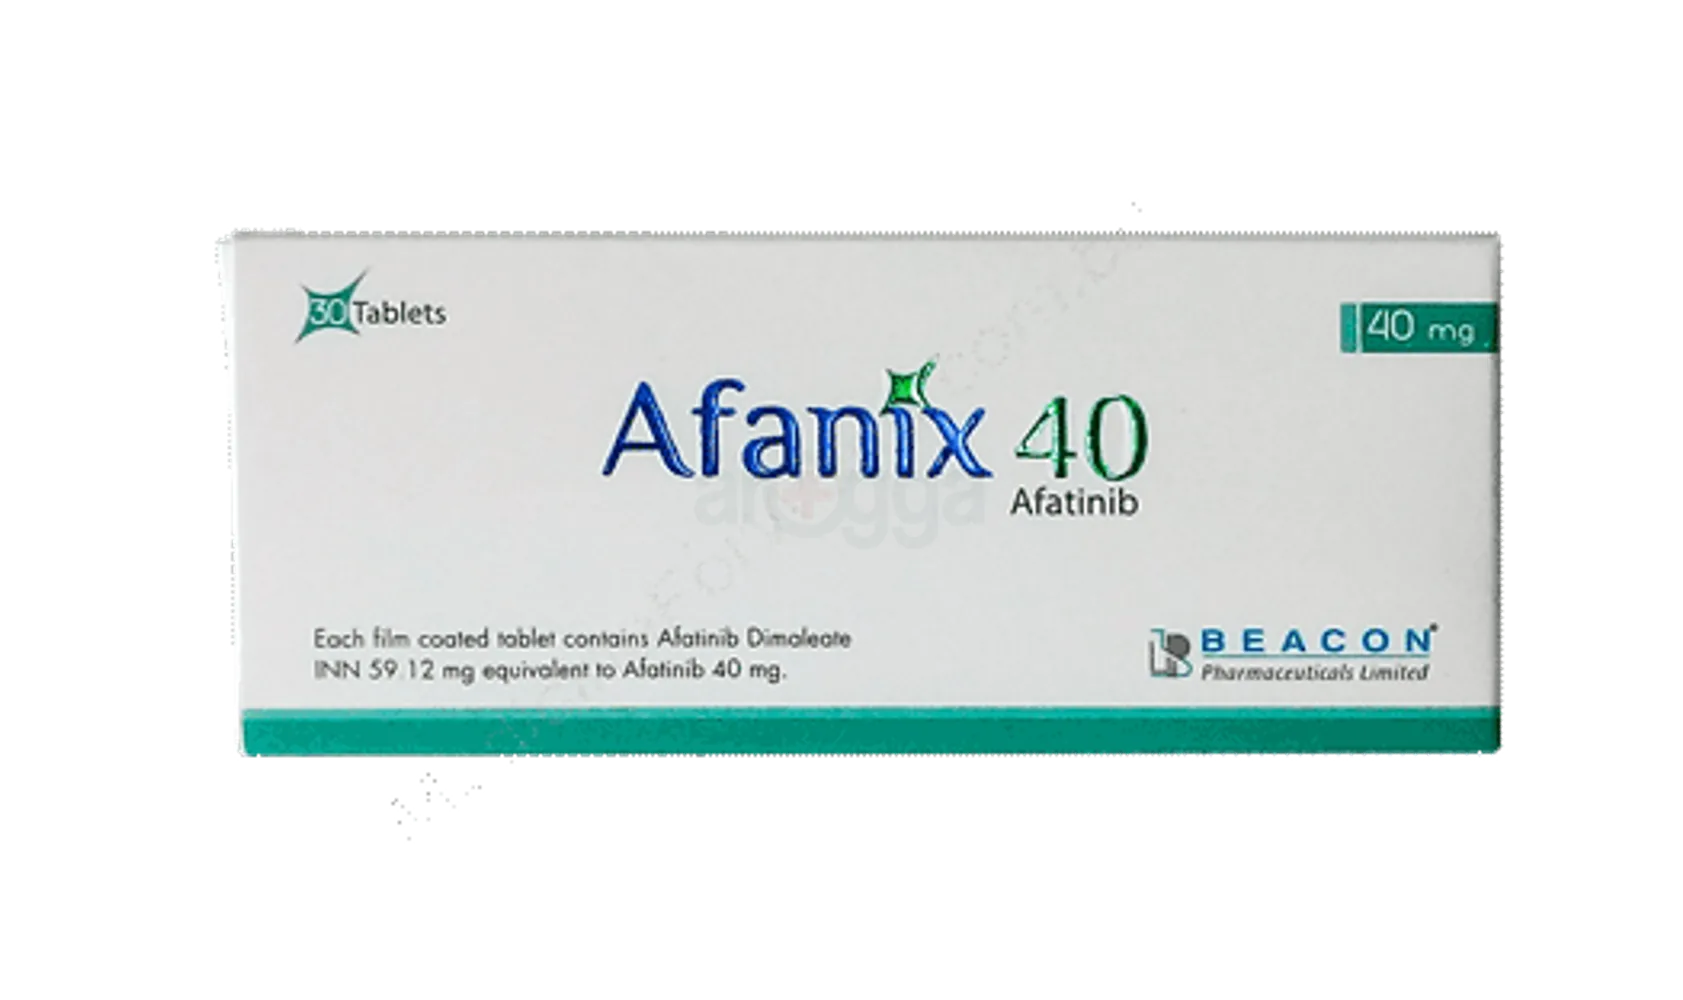 30 Tablets
40 mg
Afanix 40
Afatinib
arogga
Each film coated tablet contains Afatinib Dimaleate
INN 59.12 mg equivalent to Afatinib 40 mg.
BEACON
Pharmaceuticals Limited